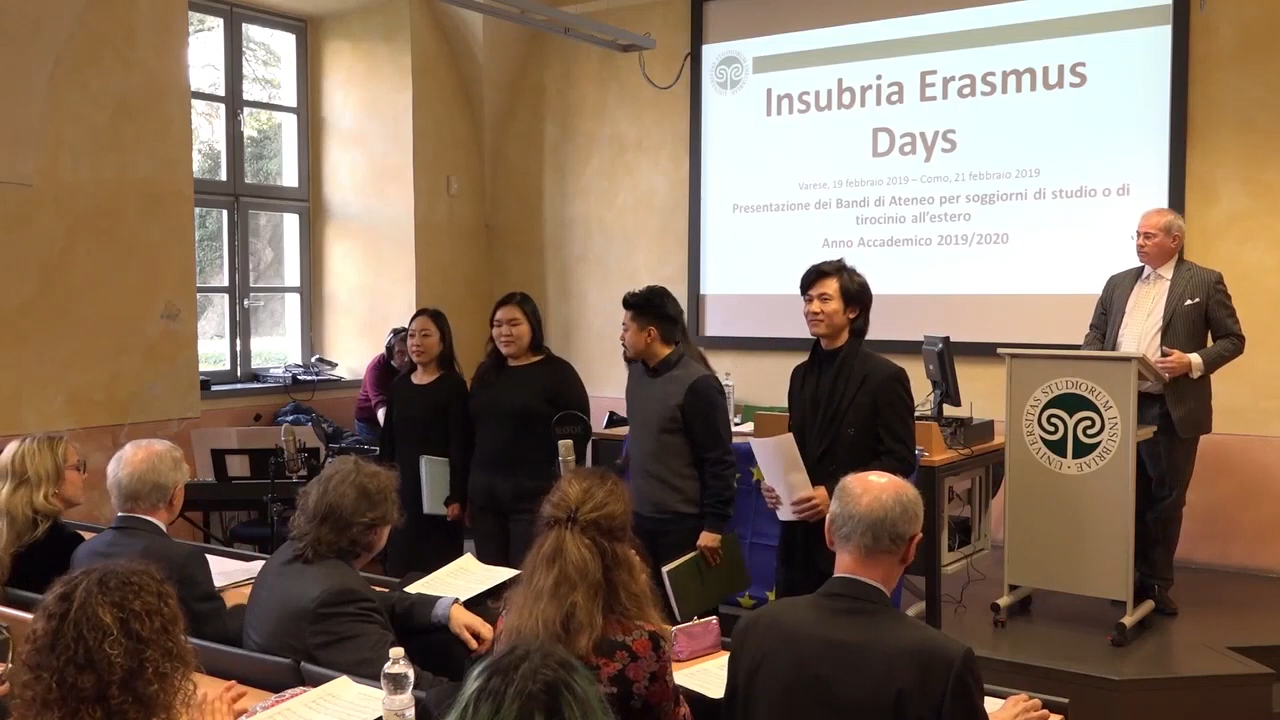 Insubria Erasmus
Days
Varese, 19 febbraio 2019 – Como, 21 febbraio 2019
Presentazione dei Bandi di Ateneo per soggiorni di studio o di
tirocinio all'estero
Anno Accademico 2019/2020
RODE
UNIVERSITAS STUDIORUM INSUBRIAE